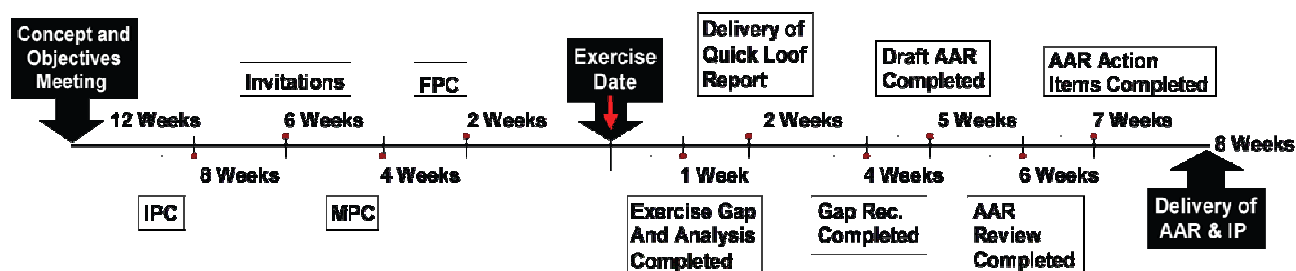 Concept and
Objectives
Meeting
12 Weeks
IPC
8 Weeks
Invitations
6 Weeks
MPC
4 Weeks
FPC
2 Weeks
Exercise
Date
Exercise Gap
And Analysis
Completed
1 Week
Delivery of
Quick Loof
Report
2 Weeks
Gap Rec.
Completed
4 Weeks
Draft AAR
Completed
5 Weeks
AAR
Review
Completed
6 Weeks
AAR Action
Items Completed
7 Weeks
8 Weeks
Delivery of
AAR & IP